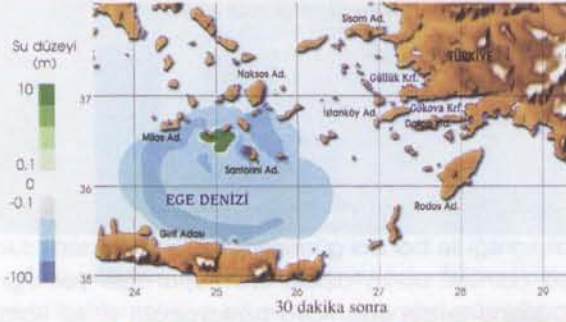 Su düzeyi
(m)
10
0.1
0
-0.1
-100
37
36
35
24
25
26
27
28
29
Sisam Ad.
TÜRKİYE
Naksos Ad.
Güllük Krf.
Gökova Krf.
İstanköy Ad.
Milos Ad.
Santorini Ad.
EGE DENİZİ
Rodos Ad.
Girit Adası
30 dakika sonra